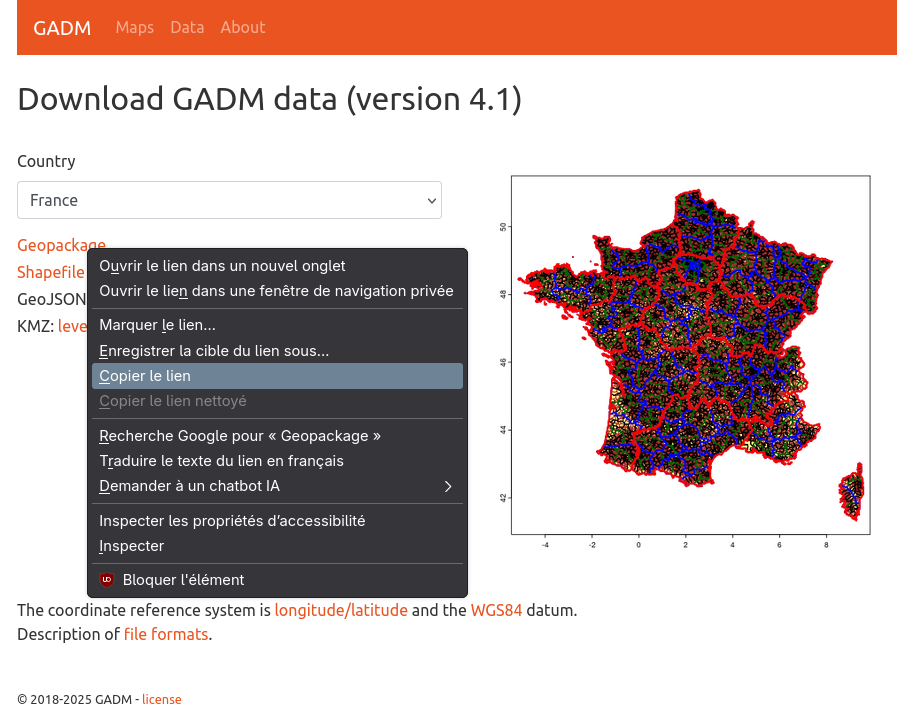 GADM Maps Data About
Download GADM data (version 4.1)
Country
France
Geopackage
Shapefile
GeoJSON
KMZ: leve
Ouvrir le lien dans un nouvel onglet
Ouvrir le lien dans une fenêtre de navigation privée
Marquer le lien…
Enregistrer la cible du lien sous…
Copier le lien
Copier le lien nettoyé
Recherche Google pour « Geopackage »
Traduire le texte du lien en français
Demander à un chatbot IA
Inspecter les propriétés d’accessibilité
Inspecter
Bloquer l'élément
50
48
46
44
42
-4 -2 0 2 4 6 8
The coordinate reference system is longitude/latitude and the WGS84 datum.
Description of file formats.
© 2018-2025 GADM - license